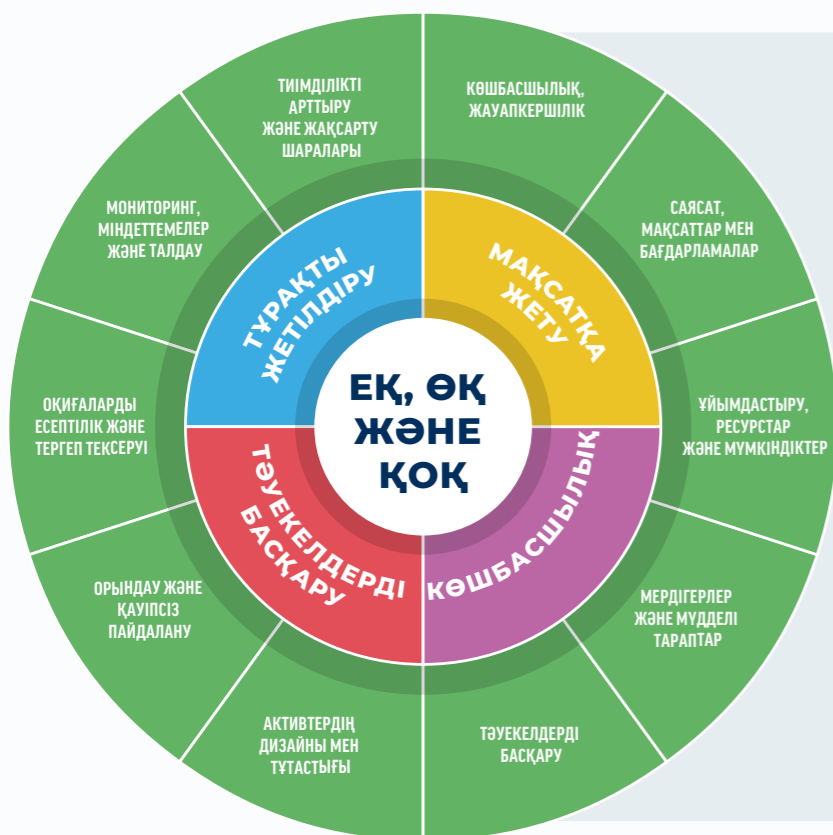 ТИІМДІЛІКТІ
АРТТЫРУ
ЖӘНЕ ЖАҚСАРТУ
ШАРАЛАРЫ
КӨШБАСШЫЛЫҚ,
ЖАУАПКЕРШІЛІК
МОНИТОРИНГ,
МІНДЕТТЕМЕЛЕР
ЖӘНЕ ТАЛДАУ
САЯСАТ,
МАҚСАТТАР МЕН
БАҒДАРЛАМАЛАР
ТҰРАҚТЫ
ЖЕТІЛДІРУ
МАҚСАТҚА
ЖЕТУ
ЕҚ, ӨҚ
ЖӘНЕ
ҚОҚ
ОҚИҒАЛАРДЫ
ЕСЕПТІЛІК ЖӘНЕ
ТЕРГЕП ТЕКСЕРУІ
ҰЙЫМДАСТЫРУ,
РЕСУРСТАР
ЖӘНЕ МҮМКІНДІКТЕР
ТӘУЕКЕЛДЕРДІ
БАСҚАРУ
КӨШБАСШЫЛЫҚ
ОРЫНДАУ ЖӘНЕ
ҚАУІПСІЗ
ПАЙДАЛАНУ
МЕРДІГЕРЛЕР
ЖӘНЕ МҮДДЕЛІ
ТАРАПТАР
АКТИВТЕРДІҢ
ДИЗАЙНЫ МЕН
ТҰТАСТЫҒЫ
ТӘУЕКЕЛДЕРДІ
БАСҚАРУ